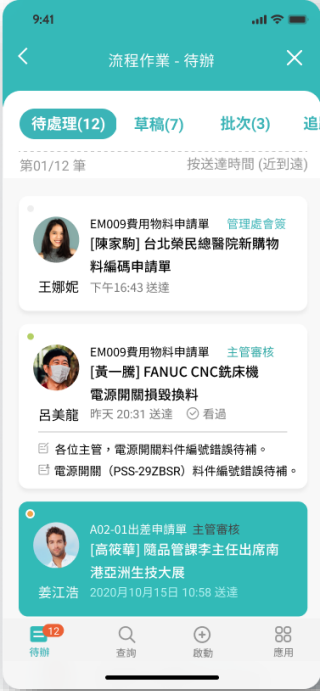 9:41
流程作業 - 待辦
待處理(12) 草稿(7) 批次(3) 追
第01/12 筆 按送達時間 (近到遠)
EM009費用物料申請單 管理處會簽
[陳家駒] 台北榮民總醫院新購物
料編碼申請單
王娜妮 下午16:43 送達
EM009費用物料申請單 主管審核
[黃一騰] FANUC CNC銑床機
電源開關損毀換料
呂美龍 昨天 20:31 送達 看過
各位主管，電源開關料件編號錯誤待補。
電源開關（PSS-29ZBSR）料件編號錯誤待補。
A02-01出差申請單 主管審核
[高筱華] 隨品管課李主任出席南
港亞洲生技大展
姜江浩 2020月10月15日 10:58 送達
12
待辦 查詢 啟動 應用